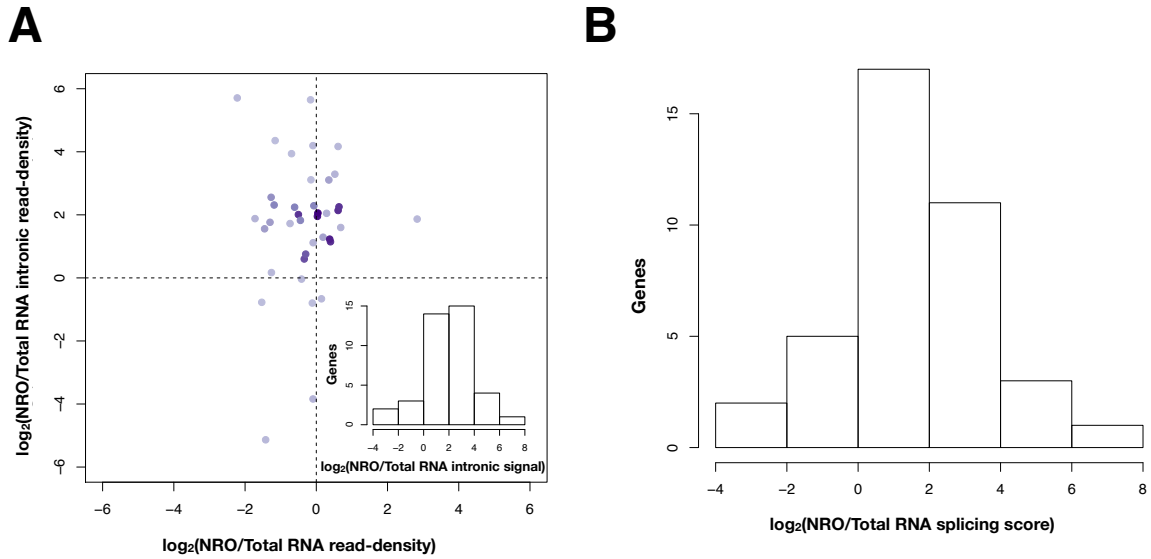 A
B
log₂(NRO/Total RNA intronic read-density)
6
4
2
0
−2
−4
−6
−6 −4 −2 0 2 4 6
log₂(NRO/Total RNA read-density)
Genes
15
10
5
0
−4 −2 0 2 4 6 8
log₂(NRO/Total RNA intronic signal)
Genes
15
10
5
0
−4 −2 0 2 4 6 8
log₂(NRO/Total RNA splicing score)